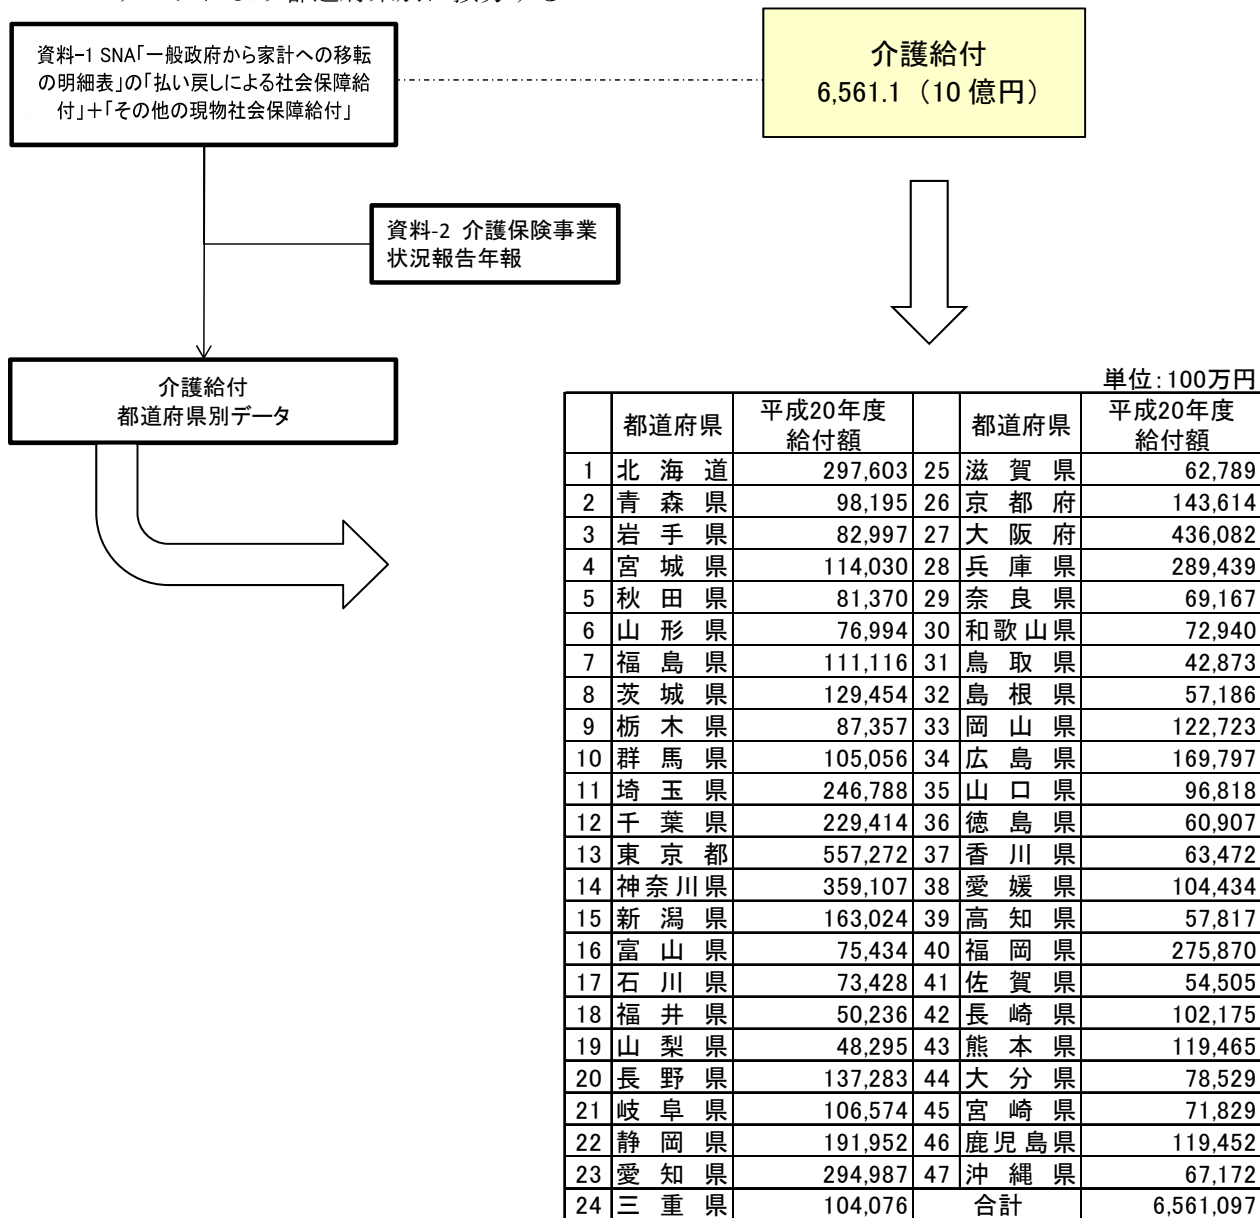 資料-1 SNA「一般政府から家計への移転
の明細表」の「払い戻しによる社会保障給
付」＋「その他の現物社会保障給付」
介護給付
6,561.1（10 億円）
資料-2 介護保険事業
状況報告年報
介護給付
都道府県別データ
単位：100万円
都道府県 平成20年度 給付額 都道府県 平成20年度 給付額
1 北海道 297,603 25 滋賀県 62,789
2 青森県 98,195 26 京都府 143,614
3 岩手県 82,997 27 大阪府 436,082
4 宮城県 114,030 28 兵庫県 289,439
5 秋田県 81,370 29 奈良県 69,167
6 山形県 76,994 30 和歌山県 72,940
7 福島県 111,116 31 鳥取県 42,873
8 茨城県 129,454 32 島根県 57,186
9 栃木県 87,357 33 岡山県 122,723
10 群馬県 105,056 34 広島県 169,797
11 埼玉県 246,788 35 山口県 96,818
12 千葉県 229,414 36 徳島県 60,907
13 東京都 557,272 37 香川県 63,472
14 神奈川県 359,107 38 愛媛県 104,434
15 新潟県 163,024 39 高知県 57,817
16 富山県 75,434 40 福岡県 275,870
17 石川県 73,428 41 佐賀県 54,505
18 福井県 50,236 42 長崎県 102,175
19 山梨県 48,295 43 熊本県 119,465
20 長野県 137,283 44 大分県 78,529
21 岐阜県 106,574 45 宮崎県 71,829
22 静岡県 191,952 46 鹿児島県 119,452
23 愛知県 294,987 47 沖縄県 67,172
24 三重県 104,076 合計 6,561,097